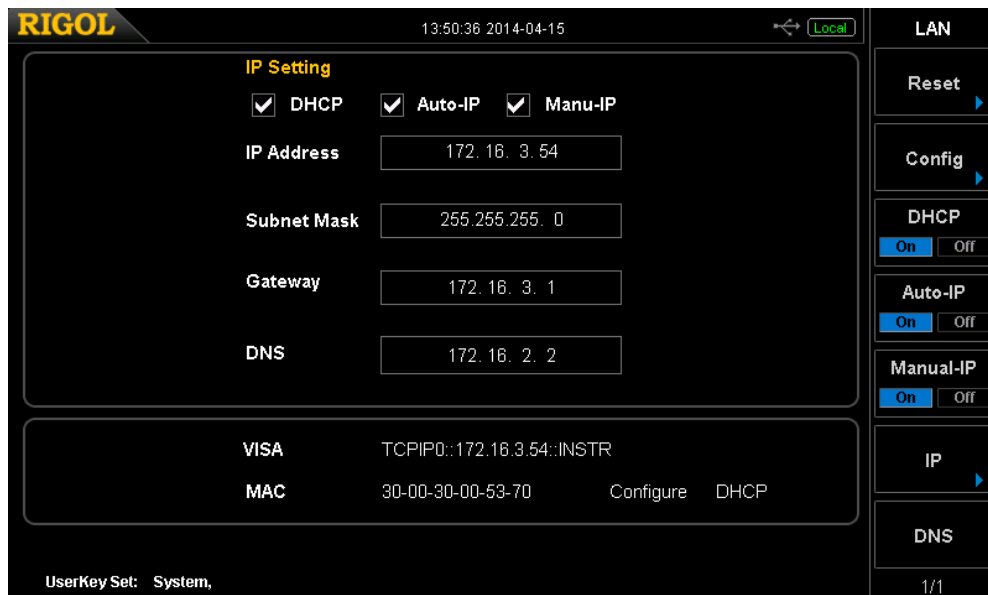 RIGOL 13:50:36 2014-04-15 Local LAN
IP Setting
DHCP Auto-IP Manu-IP
IP Address 172. 16. 3. 54
Subnet Mask 255.255.255. 0
Gateway 172. 16. 3. 1
DNS 172. 16. 2. 2
VISA TCPIP0::172.16.3.54::INSTR
MAC 30-00-30-00-53-70 Configure DHCP
UserKey Set: System,
Reset
Config
DHCP
On Off
Auto-IP
On Off
Manual-IP
On Off
IP
DNS
1/1